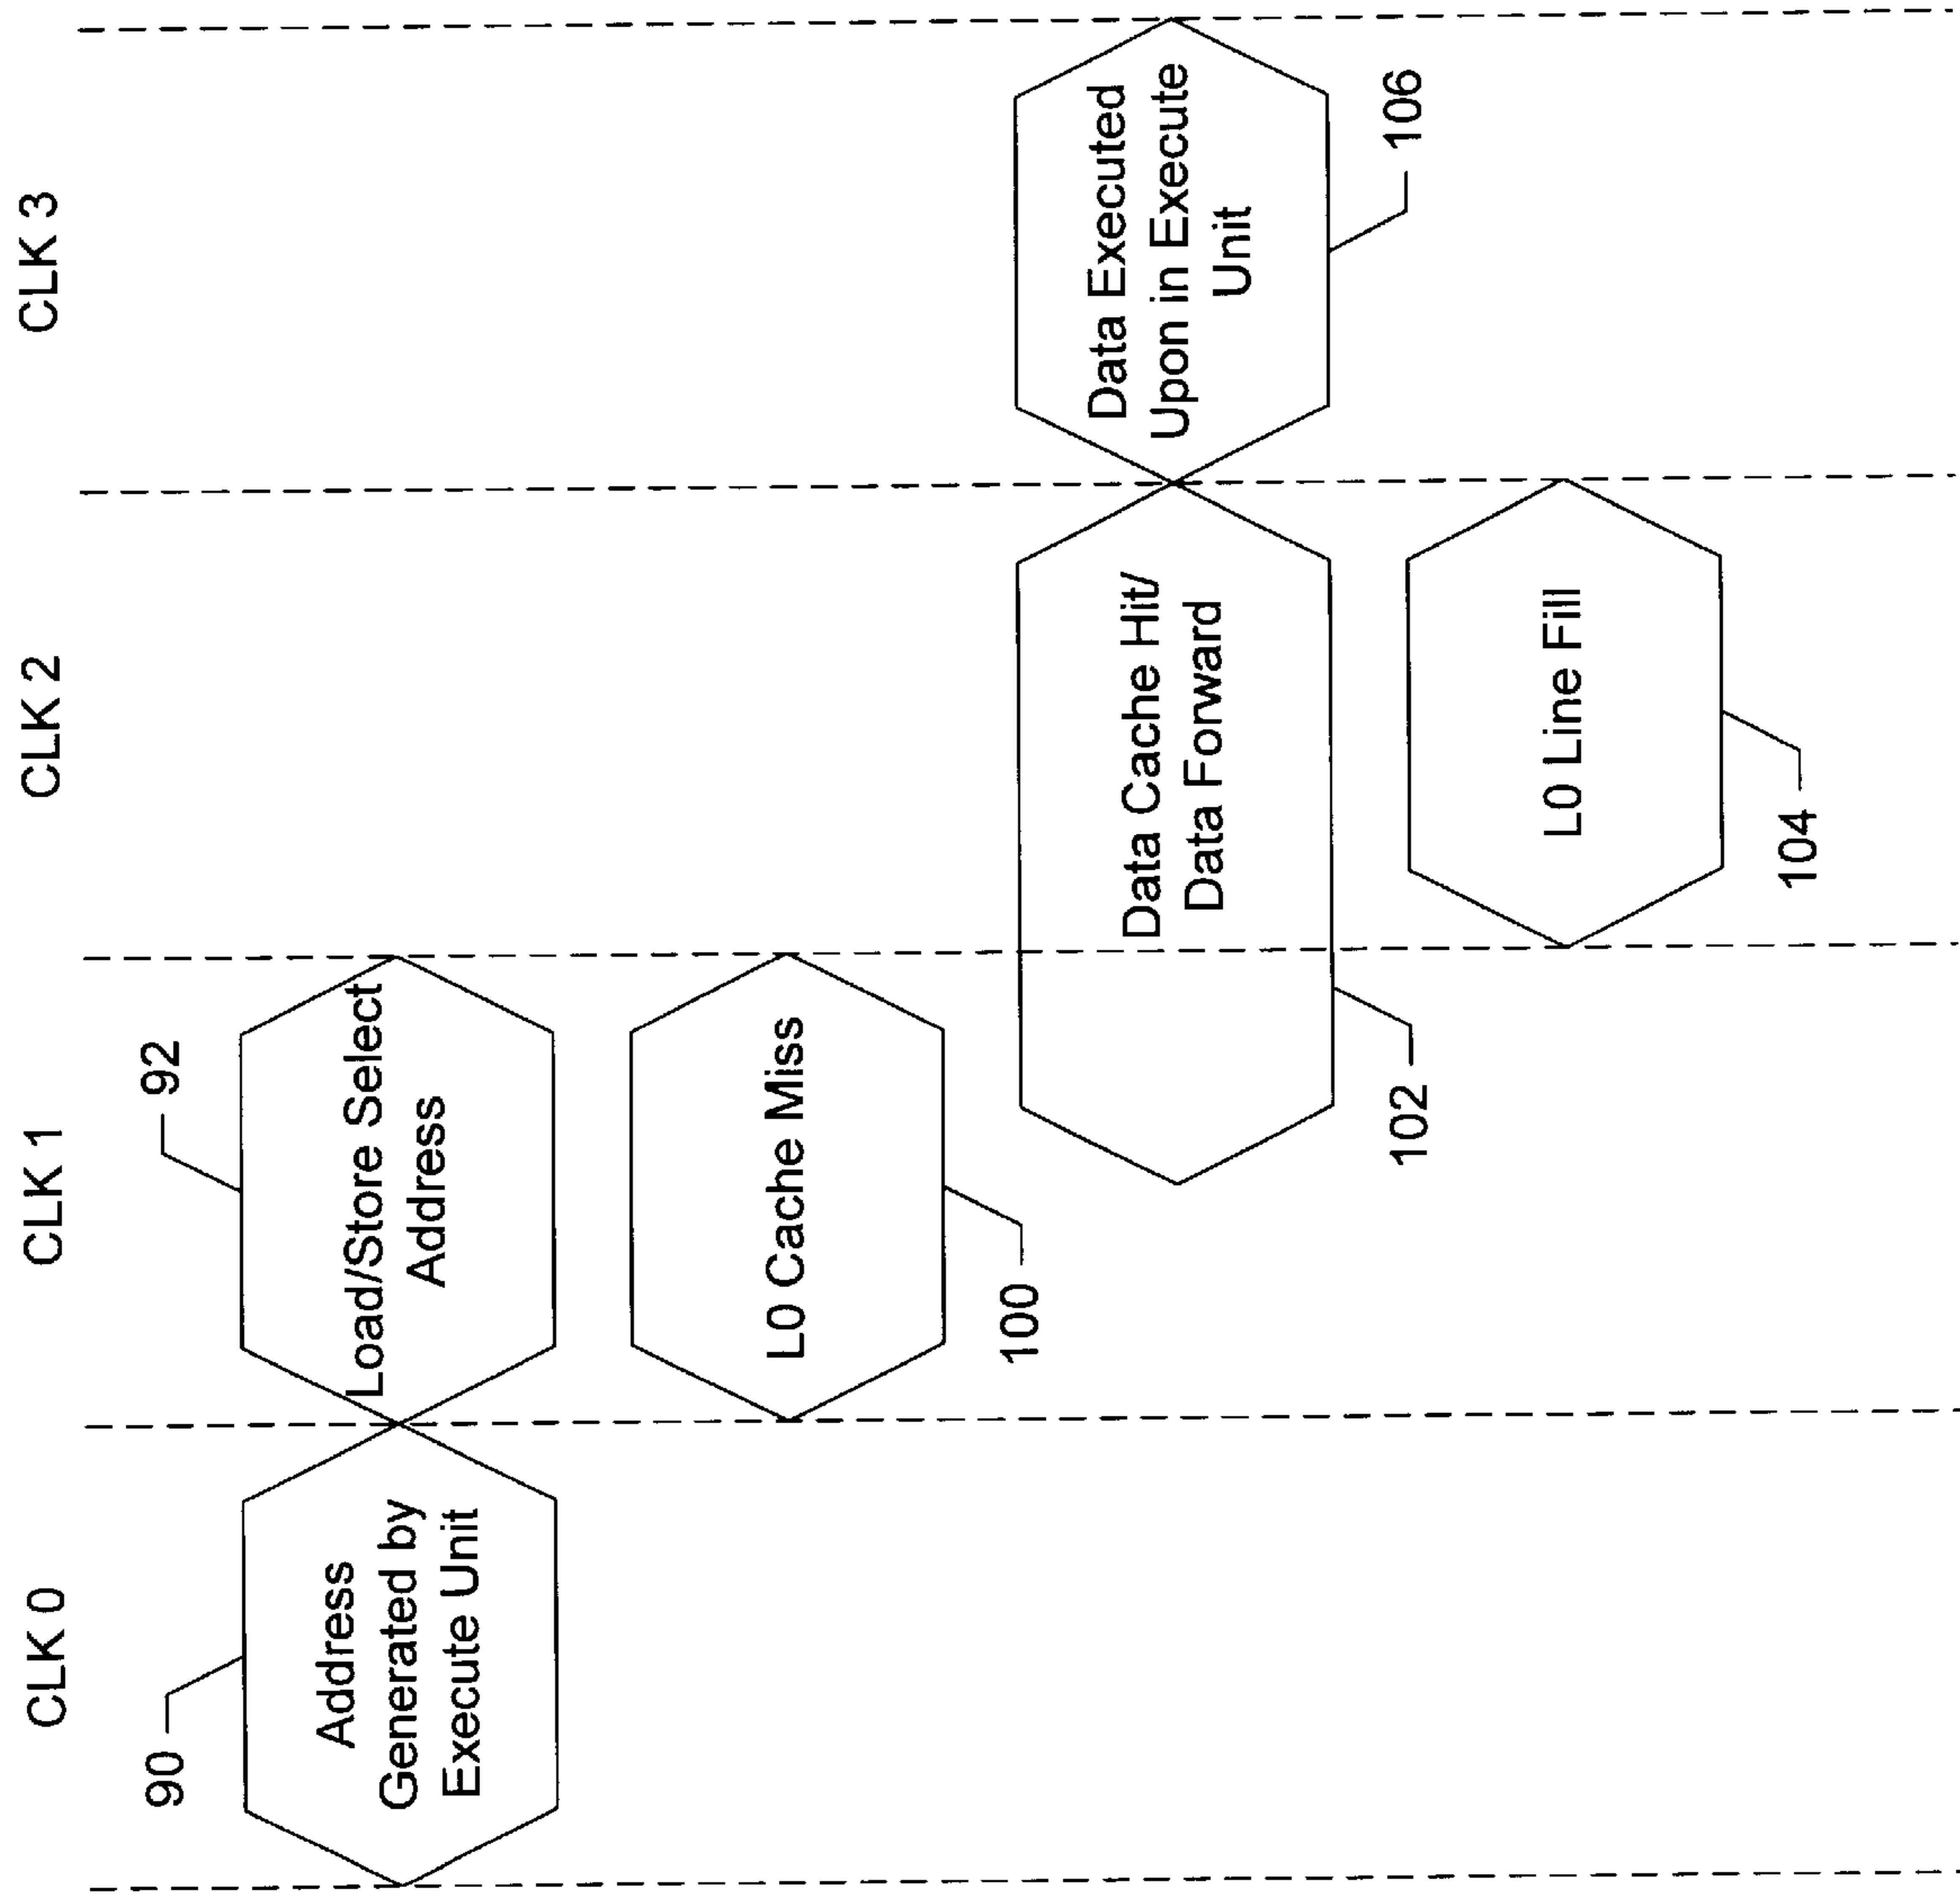 CLK 0
CLK 1
CLK 2
CLK 3
90
Address
Generated by
Execute Unit
92
Load/Store Select
Address
L0 Cache Miss
100
Data Cache Hit/
Data Forward
102
Data Executed
Upon in Execute
Unit
106
L0 Line Fill
104